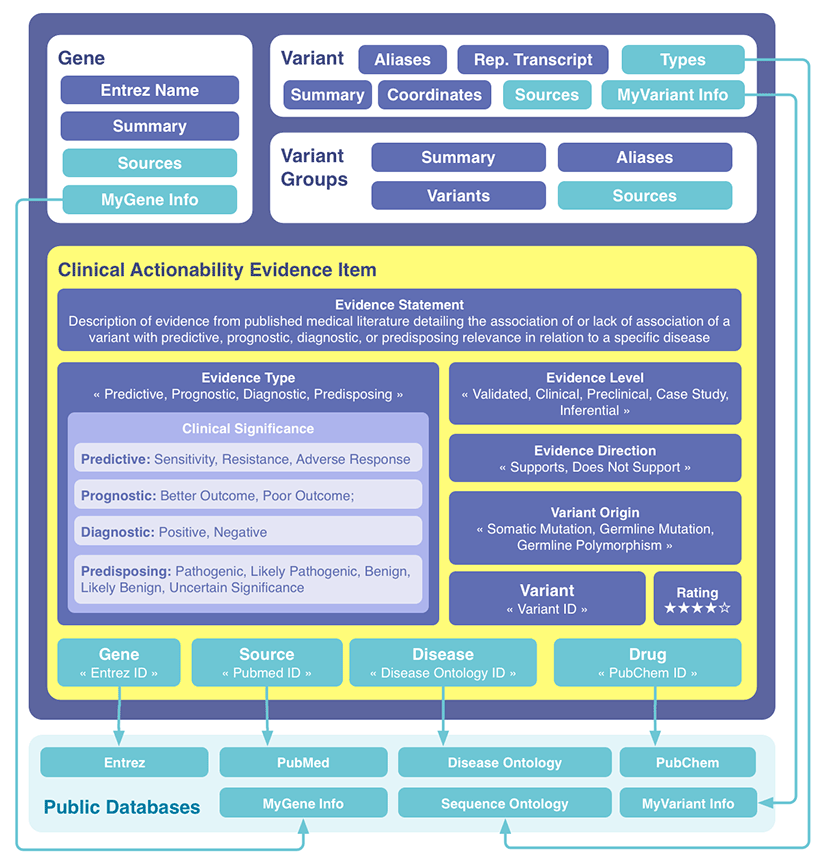 Gene
Entrez Name
Summary
Sources
MyGene Info
Variant
Aliases
Rep. Transcript
Types
Summary
Coordinates
Sources
MyVariant Info
Variant
Groups
Summary
Aliases
Variants
Sources
Clinical Actionability Evidence Item
Evidence Statement
Description of evidence from published medical literature detailing the association of or lack of association of a
variant with predictive, prognostic, diagnostic, or predisposing relevance in relation to a specific disease
Evidence Type
« Predictive, Prognostic, Diagnostic, Predisposing »
Clinical Significance
Predictive: Sensitivity, Resistance, Adverse Response
Prognostic: Better Outcome, Poor Outcome;
Diagnostic: Positive, Negative
Predisposing: Pathogenic, Likely Pathogenic, Benign,
Likely Benign, Uncertain Significance
Evidence Level
« Validated, Clinical, Preclinical, Case Study,
Inferential »
Evidence Direction
« Supports, Does Not Support »
Variant Origin
« Somatic Mutation, Germline Mutation,
Germline Polymorphism »
Variant
« Variant ID »
Rating
★★★★☆
Gene
« Entrez ID »
Source
« Pubmed ID »
Disease
« Disease Ontology ID »
Drug
« PubChem ID »
Entrez
PubMed
Disease Ontology
PubChem
Public Databases
MyGene Info
Sequence Ontology
MyVariant Info